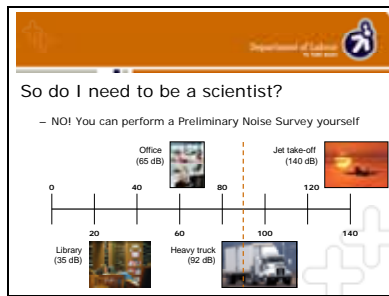 Department of Labour
So do I need to be a scientist?
– NO! You can perform a Preliminary Noise Survey yourself
Office
(65 dB)
Jet take-off
(140 dB)
0 40 80 120
20 60 100 140
Library
(35 dB)
Heavy truck
(92 dB)